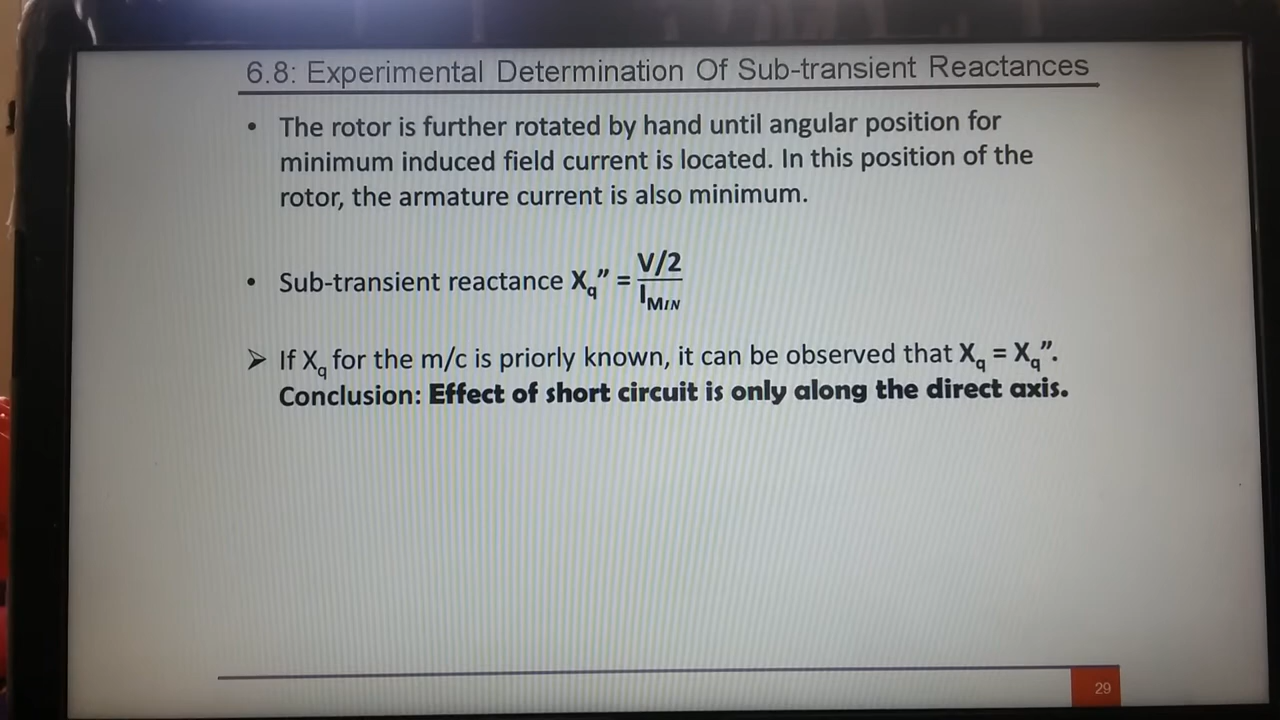 6.8: Experimental Determination Of Sub-transient Reactances
• The rotor is further rotated by hand until angular position for
minimum induced field current is located. In this position of the
rotor, the armature current is also minimum.
• Sub-transient reactance Xq” = V/2 / IMIN
➢ If Xq for the m/c is priorly known, it can be observed that Xq = Xq”.
Conclusion: Effect of short circuit is only along the direct axis.
29